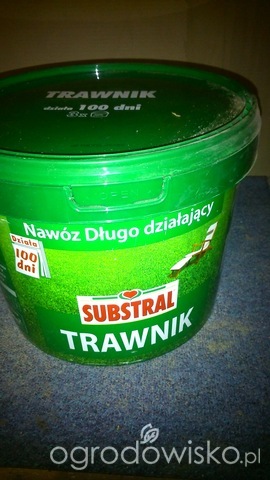 TRAWNIK
działa 100 dni
Nawóz Długo działający
Działa
100
dni
SUBSTRAL
TRAWNIK
ogrodowisko.pl